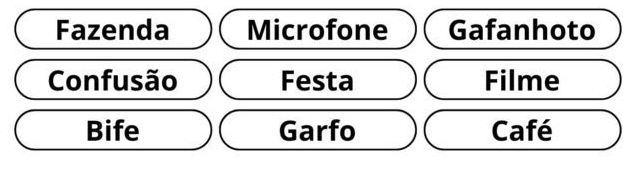 Fazenda Microfone Gafanhoto
Confusão Festa Filme
Bife Garfo Café